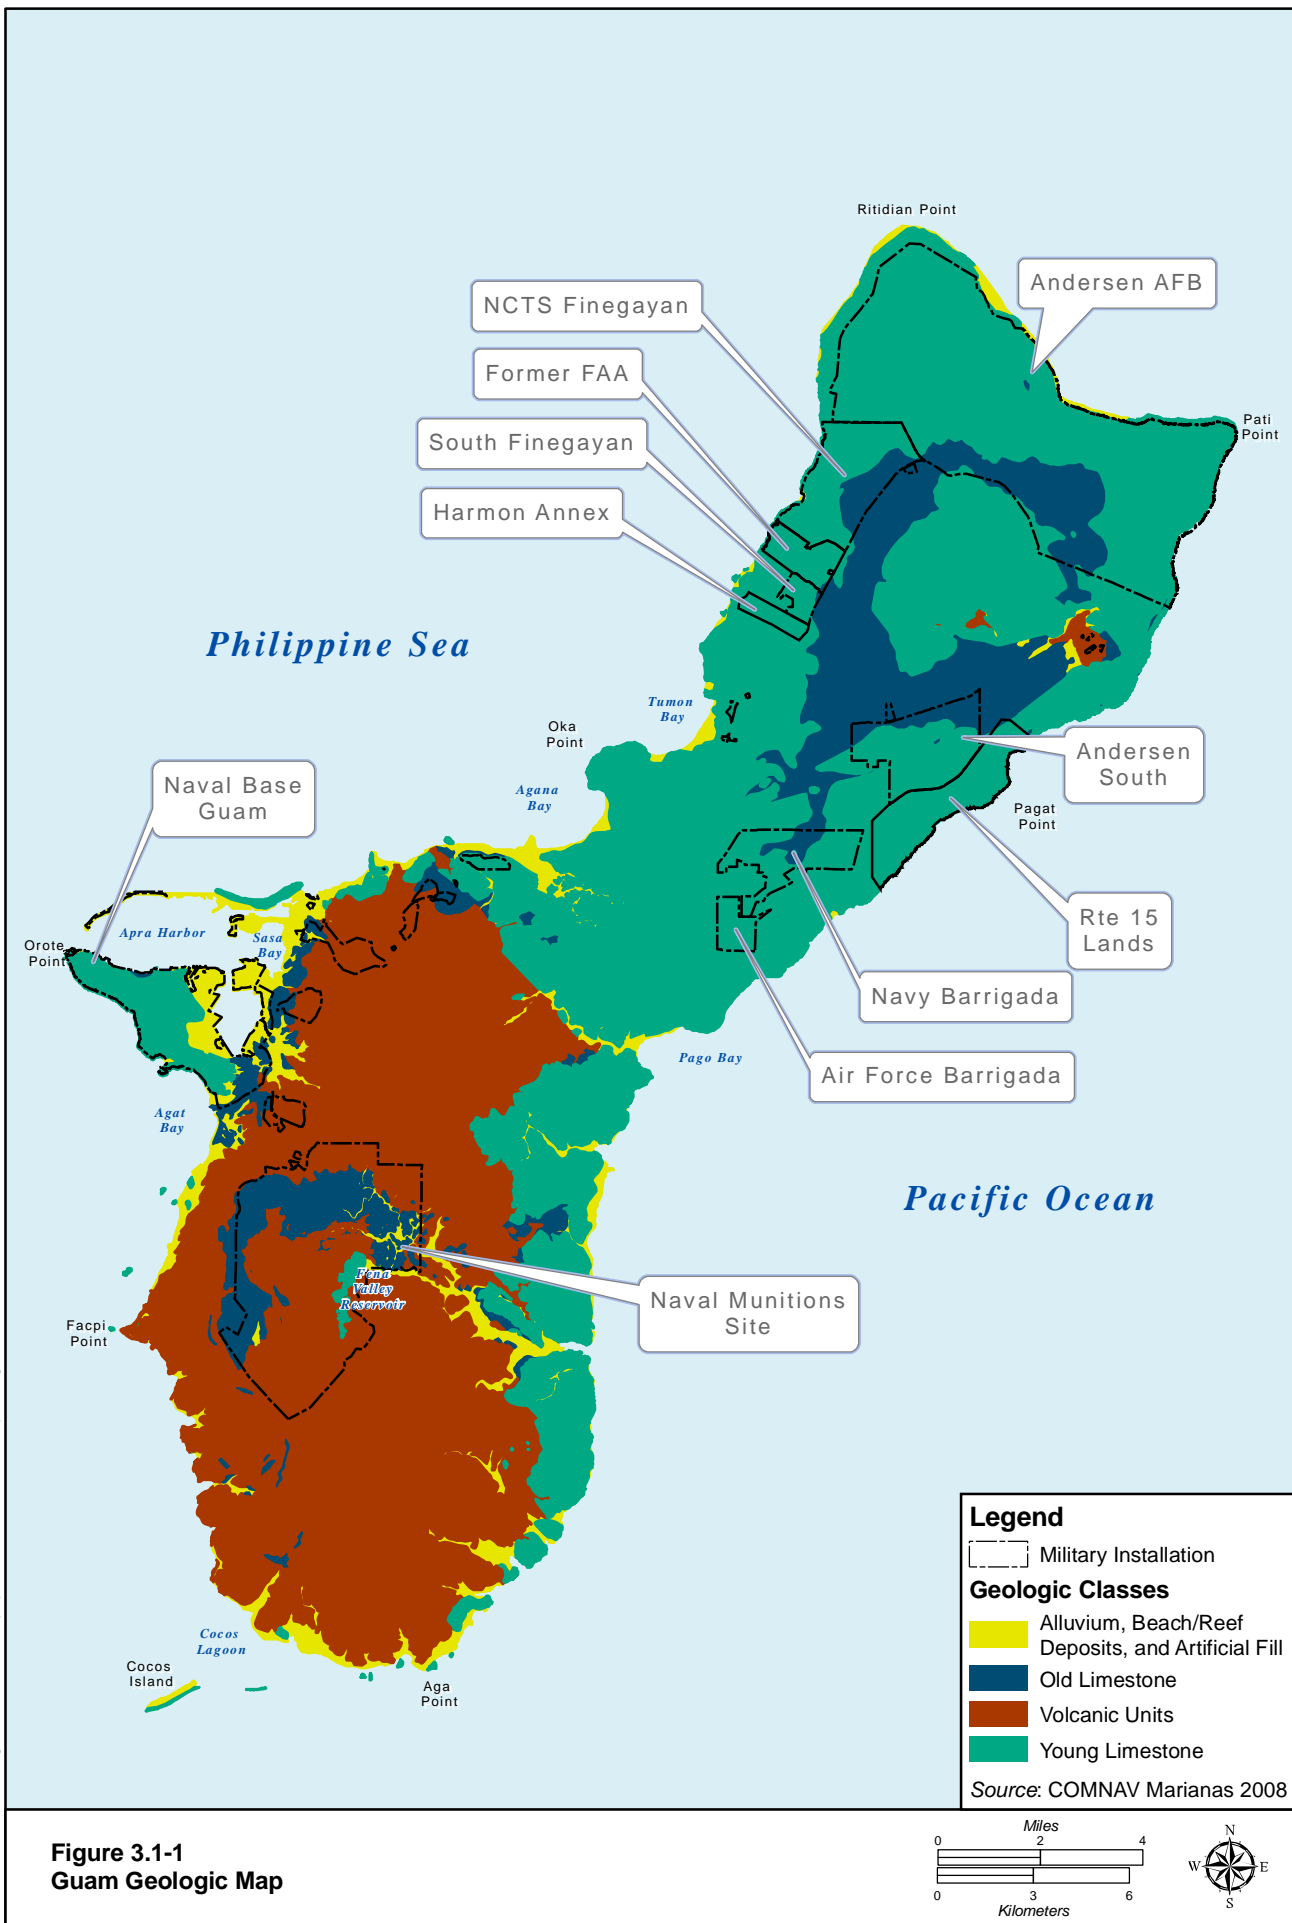 Ritidian Point
Andersen AFB
NCTS Finegayan
Former FAA
South Finegayan
Harmon Annex
Pati
Point
Philippine Sea
Tumon
Bay
Oka
Point
Andersen
South
Naval Base
Guam
Agana
Bay
Pagat
Point
Rte 15
Lands
Apra Harbor
Sasa
Bay
Orote
Point
Navy Barrigada
Pago Bay
Air Force Barrigada
Agat
Bay
Pacific Ocean
Fena
Valley
Reservoir
Naval Munitions
Site
Facpi
Point
Cocos
Lagoon
Cocos
Island
Aga
Point
Legend
Military Installation
Geologic Classes
Alluvium, Beach/Reef
Deposits, and Artificial Fill
Old Limestone
Volcanic Units
Young Limestone
Source: COMNAV Marianas 2008
Figure 3.1-1
Guam Geologic Map
Miles
0 2 4
0 3 6
Kilometers
N
W E
S